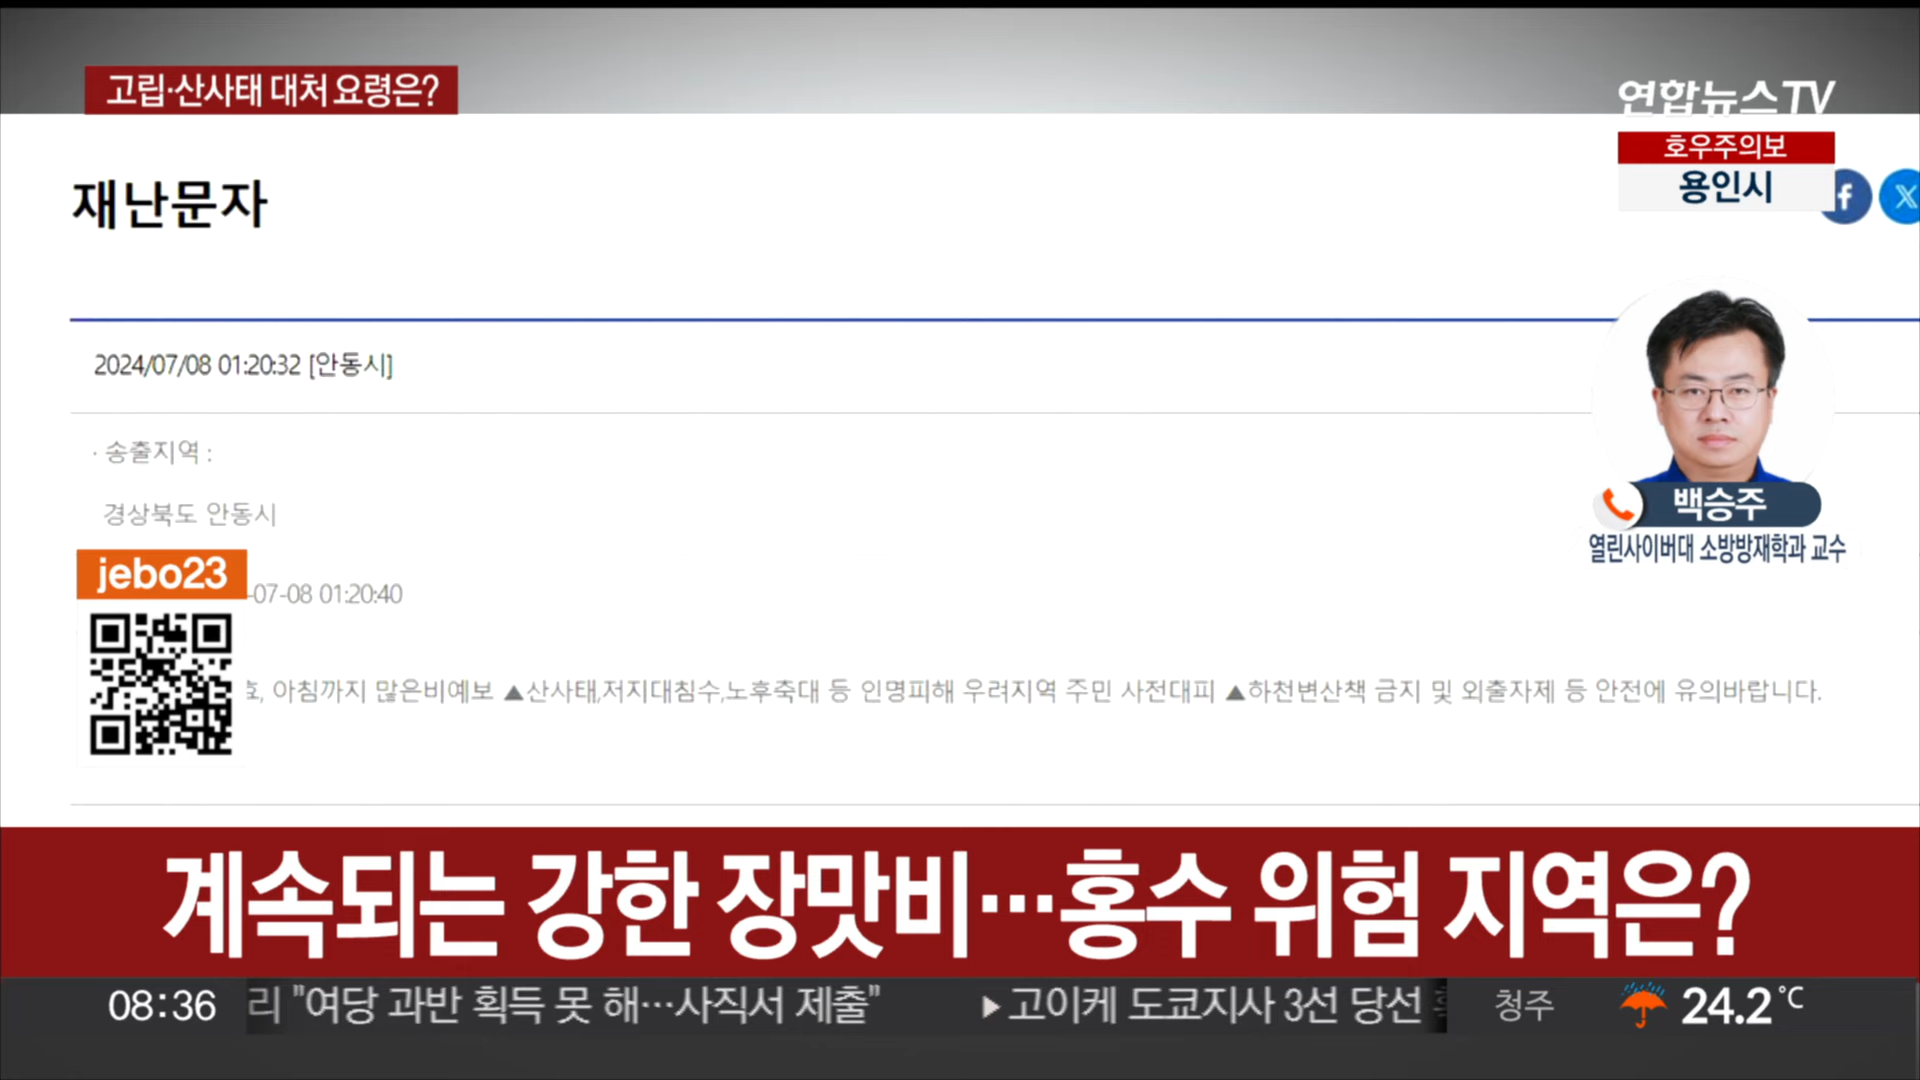 고립·산사태 대처 요령은?
연합뉴스TV
호우주의보
용인시
재난문자
2024/07/08 01:20:32 [안동시]
· 송출지역 :
경상북도 안동시
백승주
열린사이버대 소방방재학과 교수
jebo23
-07-08 01:20:40
, 아침까지 많은비예보 ▲산사태,저지대침수,노후축대 등 인명피해 우려지역 주민 사전대피 ▲하천변산책 금지 및 외출자제 등 안전에 유의바랍니다.
계속되는 강한 장맛비…홍수 위험 지역은?
08:36 리 "여당 과반 획득 못 해…사직서 제출" ▶고이케 도쿄지사 3선 당선 청주 24.2℃